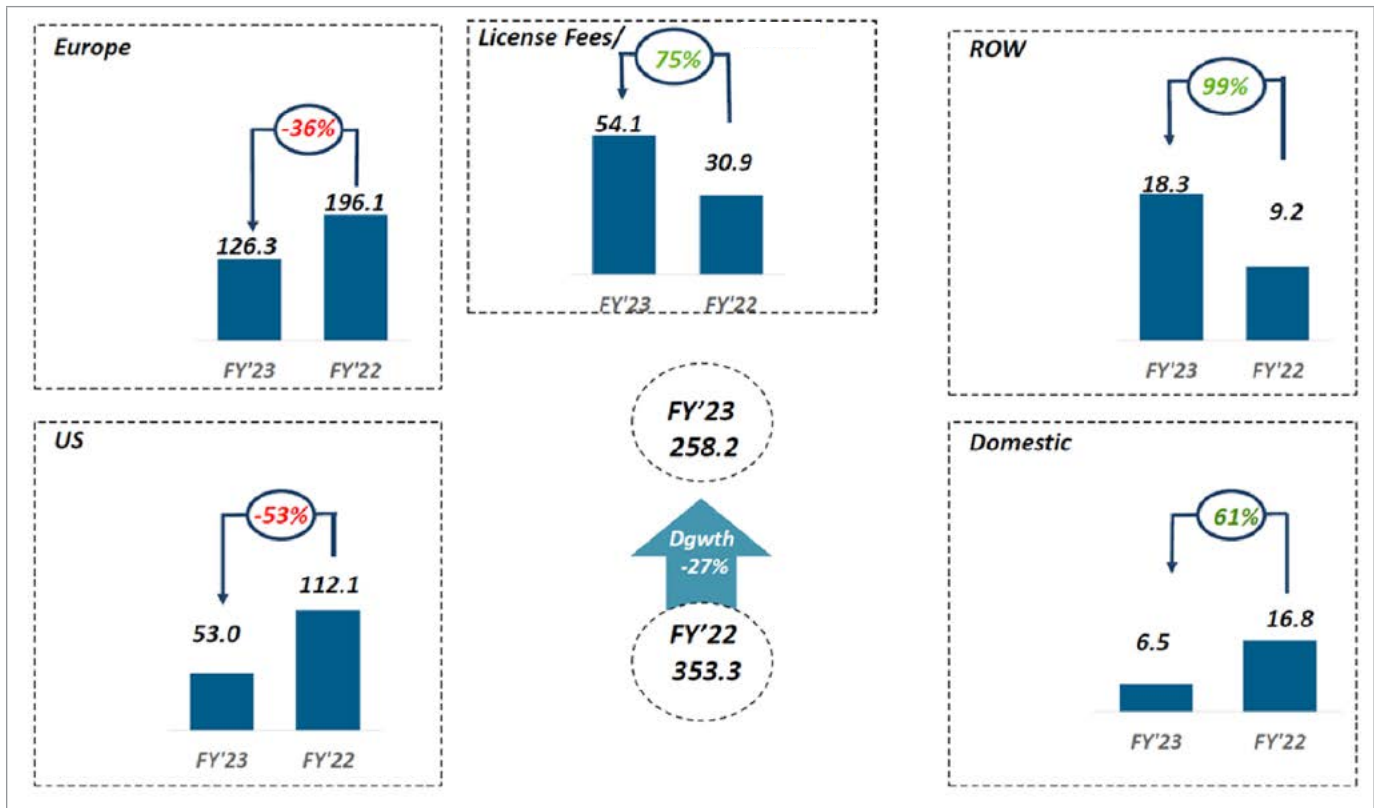 Europe
-36%
126.3
196.1
FY'23
FY'22
License Fees/
75%
54.1
30.9
FY'23
FY'22
ROW
99%
18.3
9.2
FY'23
FY'22
FY'23
258.2
Dgwth
-27%
FY'22
353.3
US
-53%
53.0
112.1
FY'23
FY'22
Domestic
61%
6.5
16.8
FY'23
FY'22